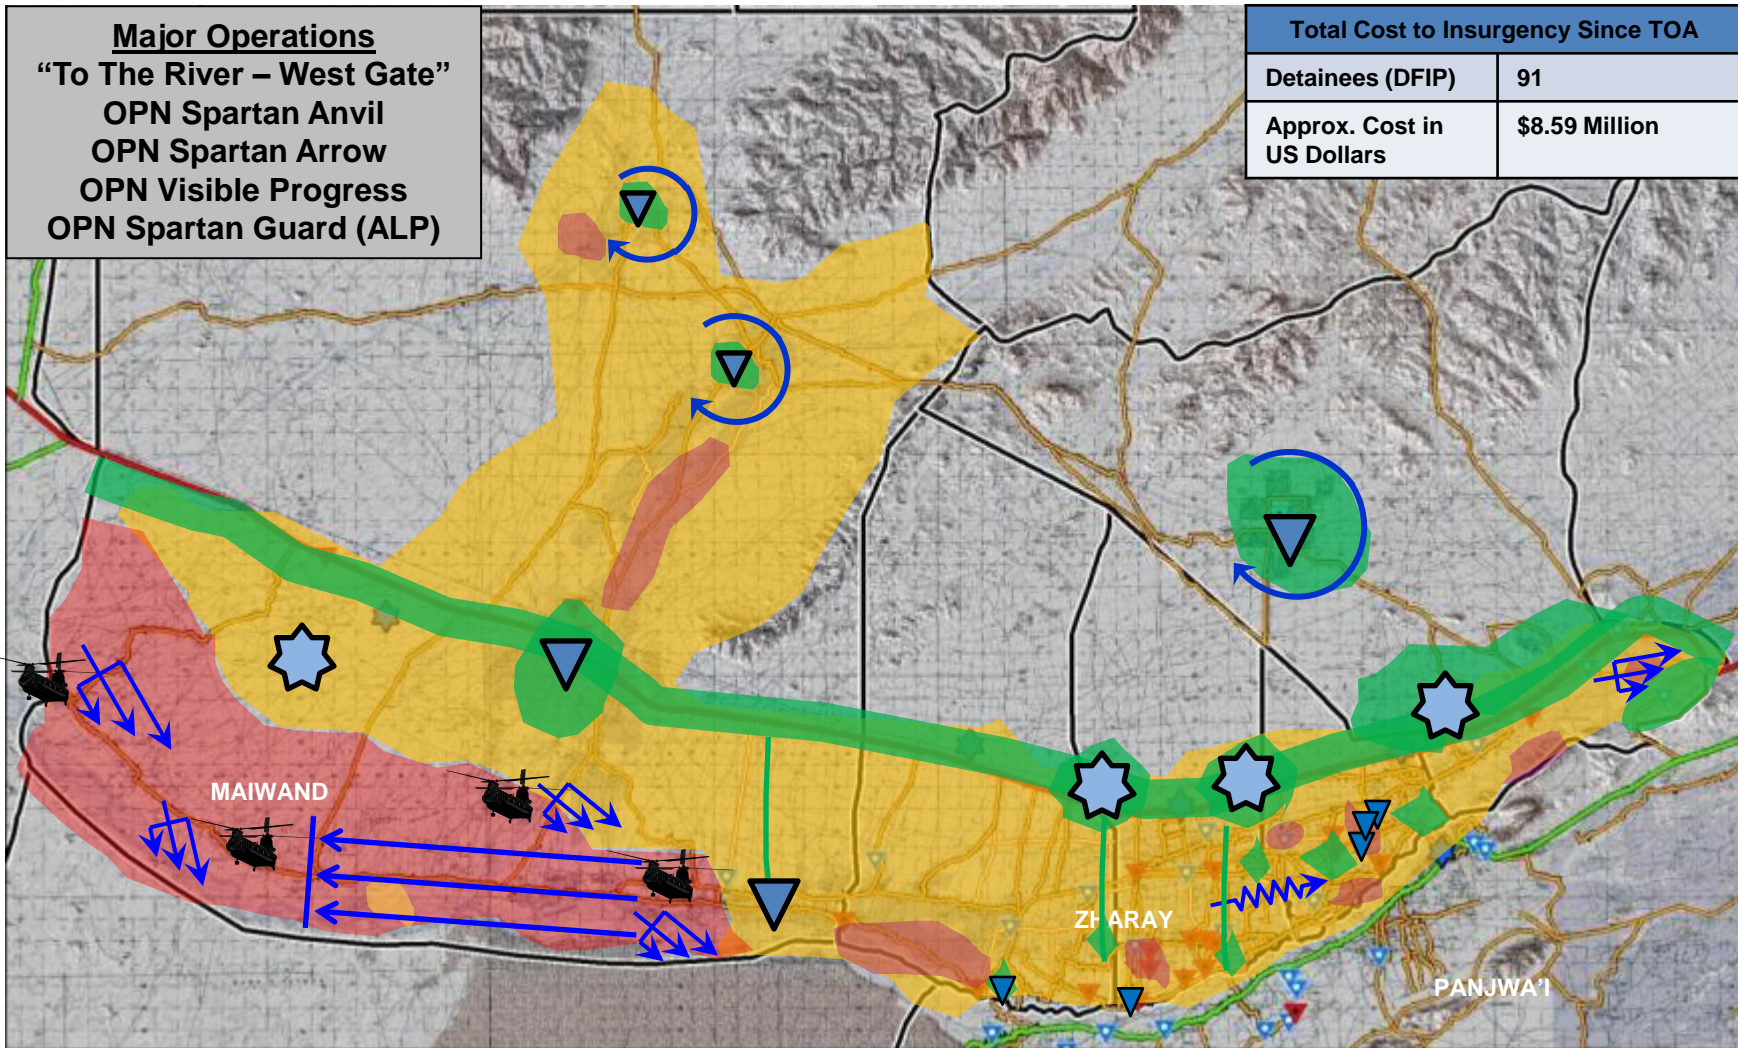 Major Operations
“To The River – West Gate”
OPN Spartan Anvil
OPN Spartan Arrow
OPN Visible Progress
OPN Spartan Guard (ALP)
Total Cost to Insurgency Since TOA
Detainees (DFIP) 91
Approx. Cost in $8.59 Million
US Dollars
MAIWAND
ZHARAY
PANJWA’I